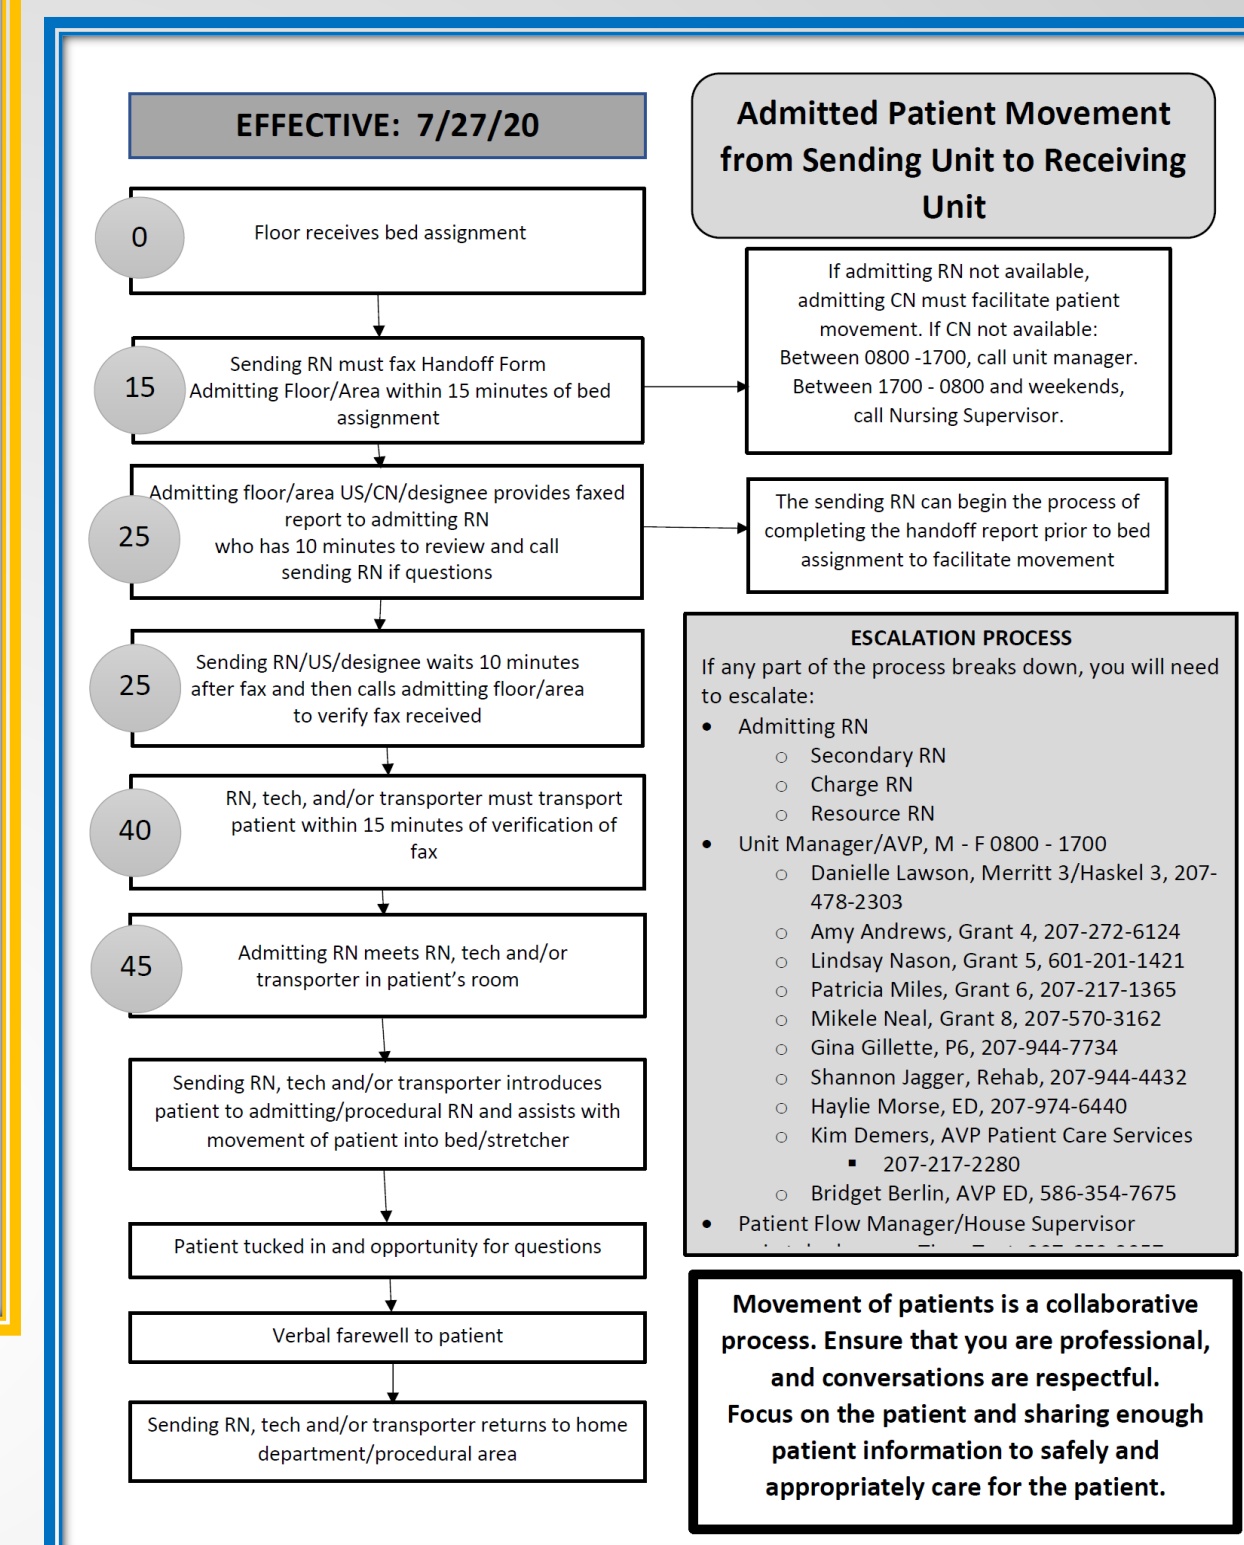 EFFECTIVE: 7/27/20
Admitted Patient Movement
from Sending Unit to Receiving
Unit
0
Floor receives bed assignment
15
Sending RN must fax Handoff Form
Admitting Floor/Area within 15 minutes of bed
assignment
If admitting RN not available,
admitting CN must facilitate patient
movement. If CN not available:
Between 0800 -1700, call unit manager.
Between 1700 - 0800 and weekends,
call Nursing Supervisor.
25
Admitting floor/area US/CN/designee provides faxed
report to admitting RN
who has 10 minutes to review and call
sending RN if questions
The sending RN can begin the process of
completing the handoff report prior to bed
assignment to facilitate movement
25
Sending RN/US/designee waits 10 minutes
after fax and then calls admitting floor/area
to verify fax received
40
RN, tech, and/or transporter must transport
patient within 15 minutes of verification of
fax
45
Admitting RN meets RN, tech and/or
transporter in patient's room
Sending RN, tech and/or transporter introduces
patient to admitting/procedural RN and assists with
movement of patient into bed/stretcher
Patient tucked in and opportunity for questions
Verbal farewell to patient
Sending RN, tech and/or transporter returns to home
department/procedural area
ESCALATION PROCESS
If any part of the process breaks down, you will need
to escalate:
• Admitting RN
○ Secondary RN
○ Charge RN
○ Resource RN
• Unit Manager/AVP, M - F 0800 - 1700
○ Danielle Lawson, Merritt 3/Haskel 3, 207-
478-2303
○ Amy Andrews, Grant 4, 207-272-6124
○ Lindsay Nason, Grant 5, 601-201-1421
○ Patricia Miles, Grant 6, 207-217-1365
○ Mikele Neal, Grant 8, 207-570-3162
○ Gina Gillette, P6, 207-944-7734
○ Shannon Jagger, Rehab, 207-944-4432
○ Haylie Morse, ED, 207-974-6440
○ Kim Demers, AVP Patient Care Services
▪ 207-217-2280
○ Bridget Berlin, AVP ED, 586-354-7675
• Patient Flow Manager/House Supervisor
Movement of patients is a collaborative
process. Ensure that you are professional,
and conversations are respectful.
Focus on the patient and sharing enough
patient information to safely and
appropriately care for the patient.